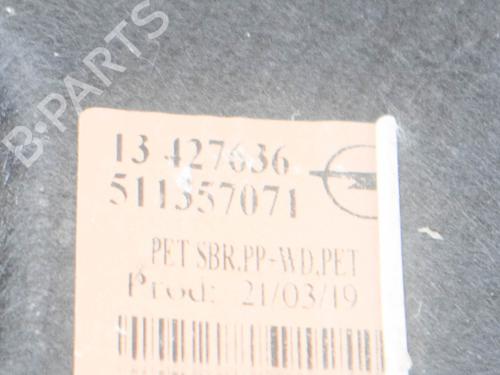 B-PARTS
13 427636
511357071
PET SBR.PP-WD.PET
Prod: 21/03/19